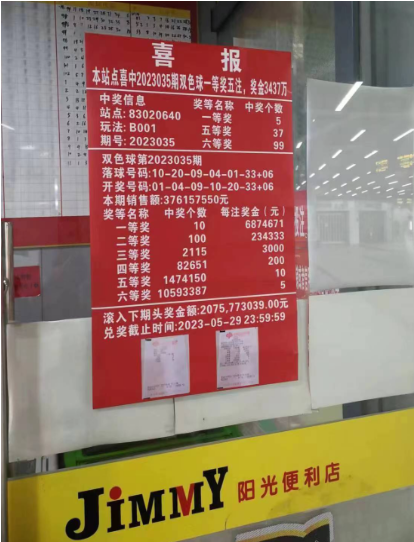 喜报
本站点喜中2023035期双色球一等奖五注，奖金3437万
中奖信息 奖等名称 中奖个数
站点:83020640 一等奖 5
玩法:B001 五等奖 37
期号:2023035 六等奖 99
双色球第2023035期
落球号码:10-20-09-04-01-33+06
开奖号码:01-04-09-10-20-33+06
本期销售额:376157550元
奖等名称 中奖个数 每注奖金（元）
一等奖 10 6874671
二等奖 100 234333
三等奖 2115 3000
四等奖 82651 200
五等奖 1474150 10
六等奖 10593387 5
滚入下期头奖金额:2075,773039.00元
兑奖截止时间:2023-05-29 23:59:59
JiMMY 阳光便利店